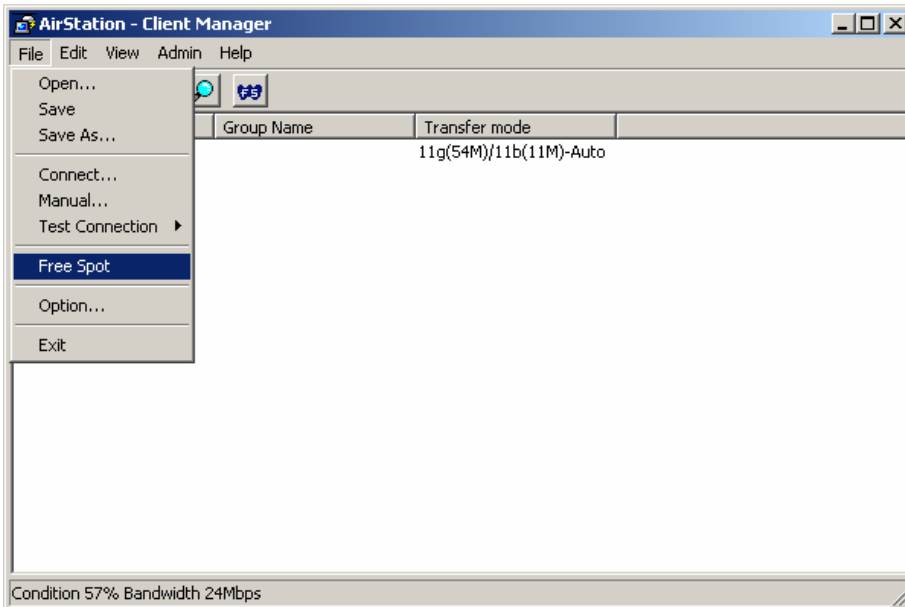 AirStation - Client Manager
File Edit View Admin Help
Open...
Save
Save As...
Connect...
Manual...
Test Connection
Free Spot
Option...
Exit
FS
Group Name Transfer mode
11g(54M)/11b(11M)-Auto
Condition 57% Bandwidth 24Mbps